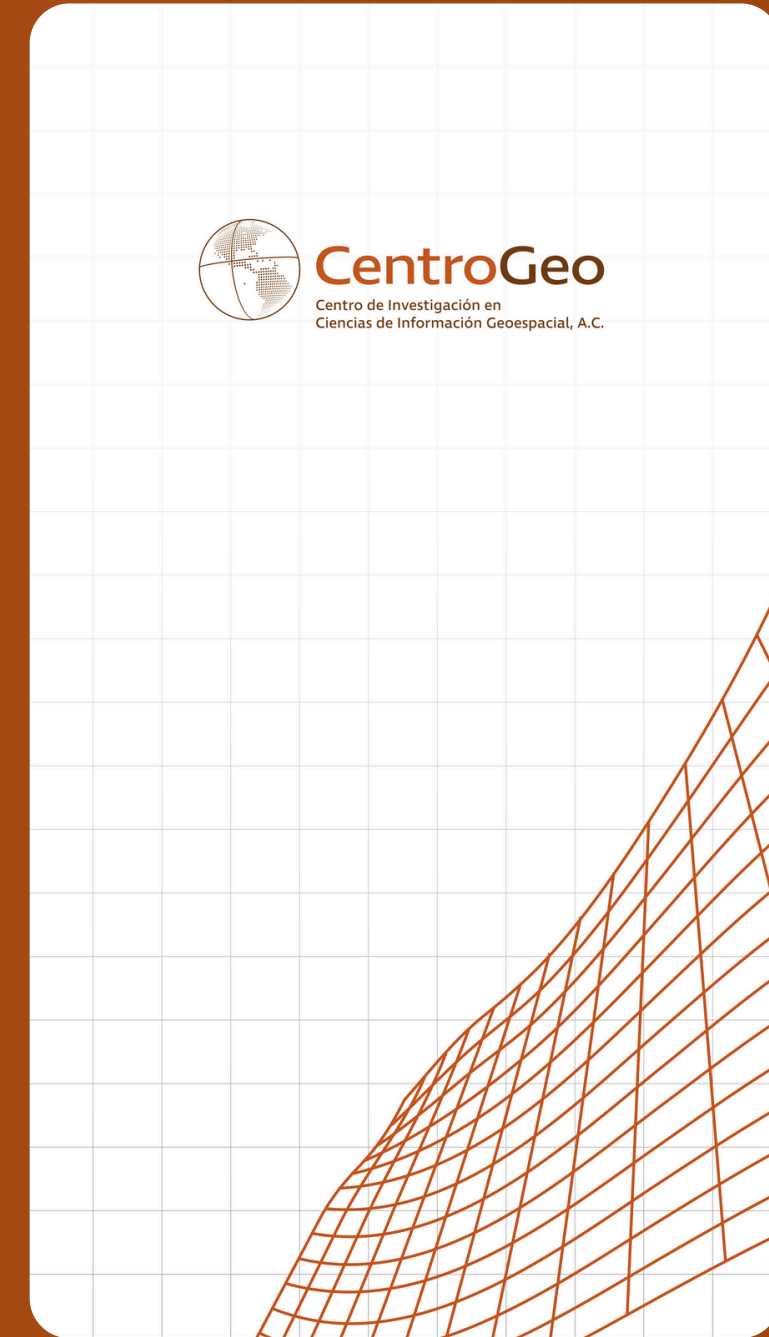 CentroGeo
Centro de Investigación en
Ciencias de Información Geoespacial, A.C.